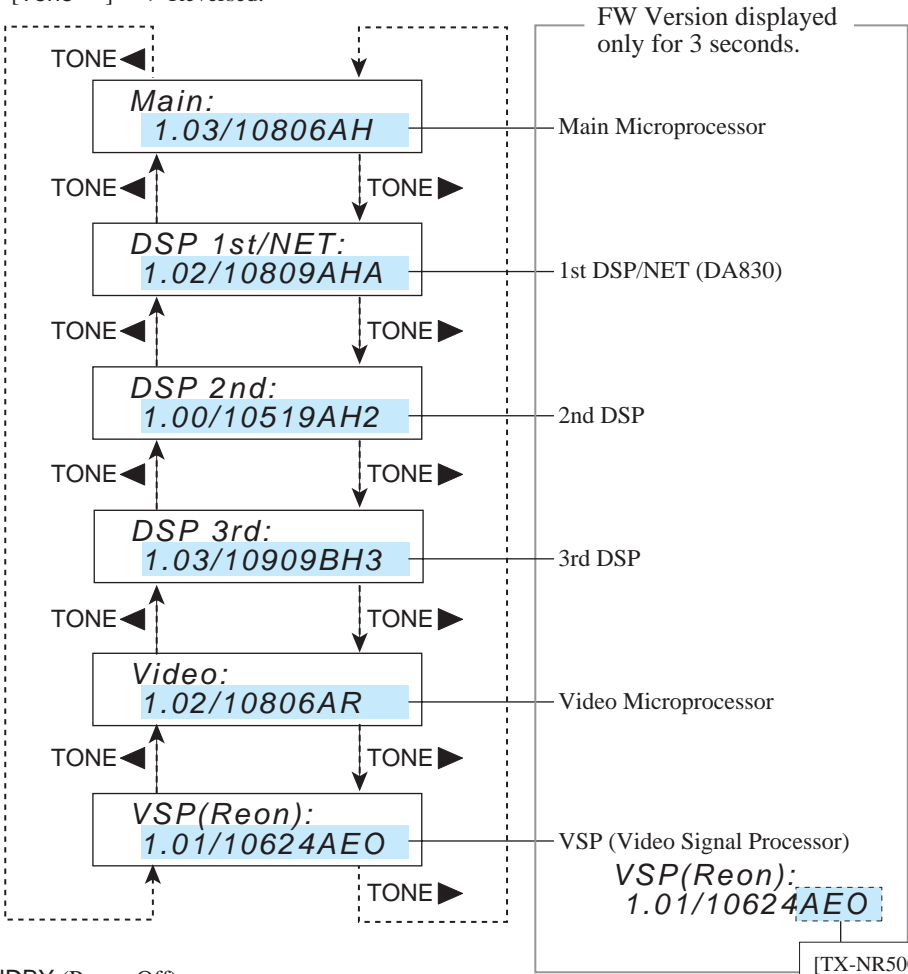 FW Version displayed
only for 3 seconds.
TONE◀
Main:
1.03/10806AH
Main Microprocessor
TONE◀
TONE▶
DSP 1st/NET:
1.02/10809AHA
1st DSP/NET (DA830)
TONE◀
TONE▶
DSP 2nd:
1.00/10519AH2
2nd DSP
TONE◀
TONE▶
DSP 3rd:
1.03/10909BH3
3rd DSP
TONE◀
TONE▶
Video:
1.02/10806AR
Video Microprocessor
TONE◀
TONE▶
VSP(Reon):
1.01/10624AEO
VSP (Video Signal Processor)
VSP(Reon):
1.01/10624AEO
TONE▶
[TX-NR50